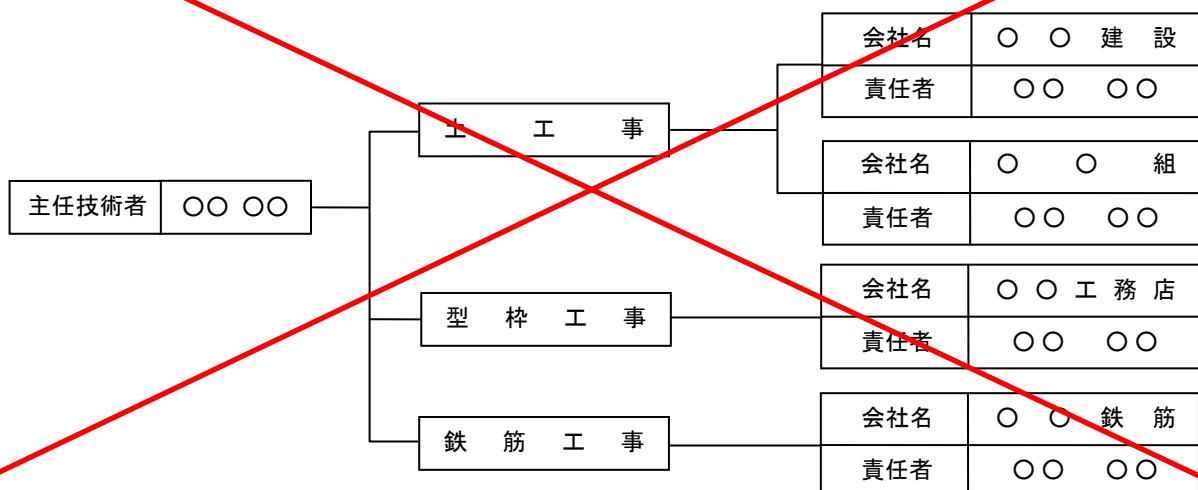 会社名 ○ ○ 建 設
責任者 ○○ ○○
土 工 事
会社名 ○ ○ 組
責任者 ○○ ○○
主任技術者 ○○ ○○
会社名 ○ ○ 工 務 店
責任者 ○○ ○○
型 枠 工 事
会社名 ○ ○ 鉄 筋
責任者 ○○ ○○
鉄 筋 工 事